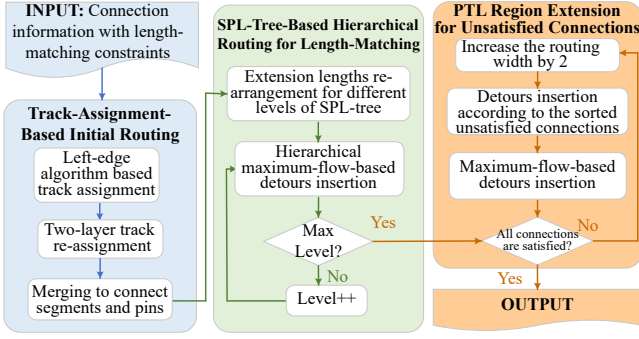 INPUT: Connection
information with length-
matching constraints
Track-Assignment-
Based Initial Routing
Left-edge
algorithm based
track assignment
Two-layer track
re-assignment
Merging to connect
segments and pins
SPL-Tree-Based Hierarchical
Routing for Length-Matching
Extension lengths re-
arrangement for different
levels of SPL-tree
Hierarchical
maximum-flow-based
detours insertion
Max
Level?
Yes
No
Level++
PTL Region Extension
for Unsatisfied Connections
Increase the routing
width by 2
Detours insertion
according to the sorted
unsatisfied connections
Maximum-flow-based
detours insertion
All connections
are satisfied?
No
Yes
OUTPUT